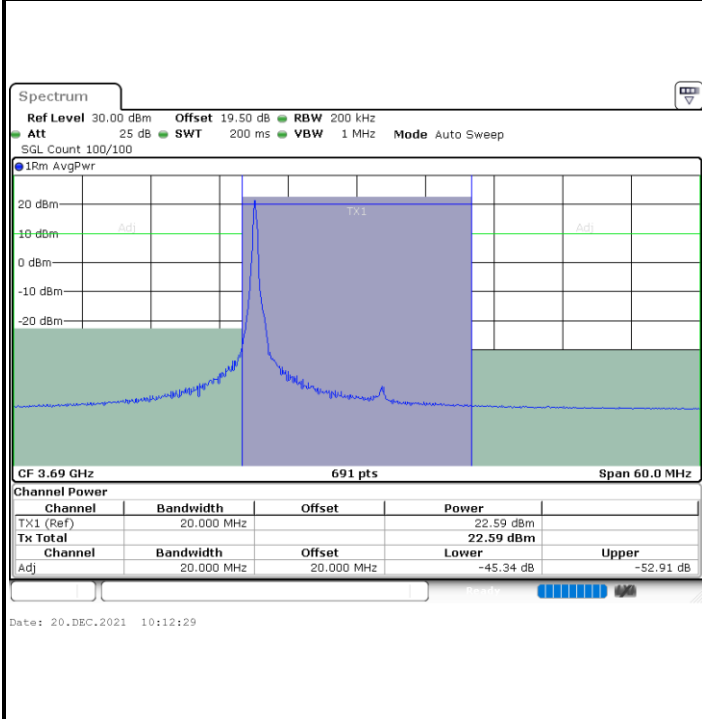 Spectrum
Ref Level 30.00 dBm Offset 19.50 dB RBW 200 kHz
Att 25 dB SWT 200 ms VBW 1 MHz Mode Auto Sweep
SGL Count 100/100
1Rm AvgPwr
20 dBm
TX1
10 dBm
Adj
Adj
0 dBm
-10 dBm
-20 dBm
CF 3.69 GHz 691 pts Span 60.0 MHz
Channel Power
Channel Bandwidth Offset Power
TX1 (Ref) 20.000 MHz 22.59 dBm
Tx Total 22.59 dBm
Channel Bandwidth Offset Lower Upper
Adj 20.000 MHz 20.000 MHz -45.34 dB -52.91 dB
Ready
Date: 20.DEC.2021 10:12:29